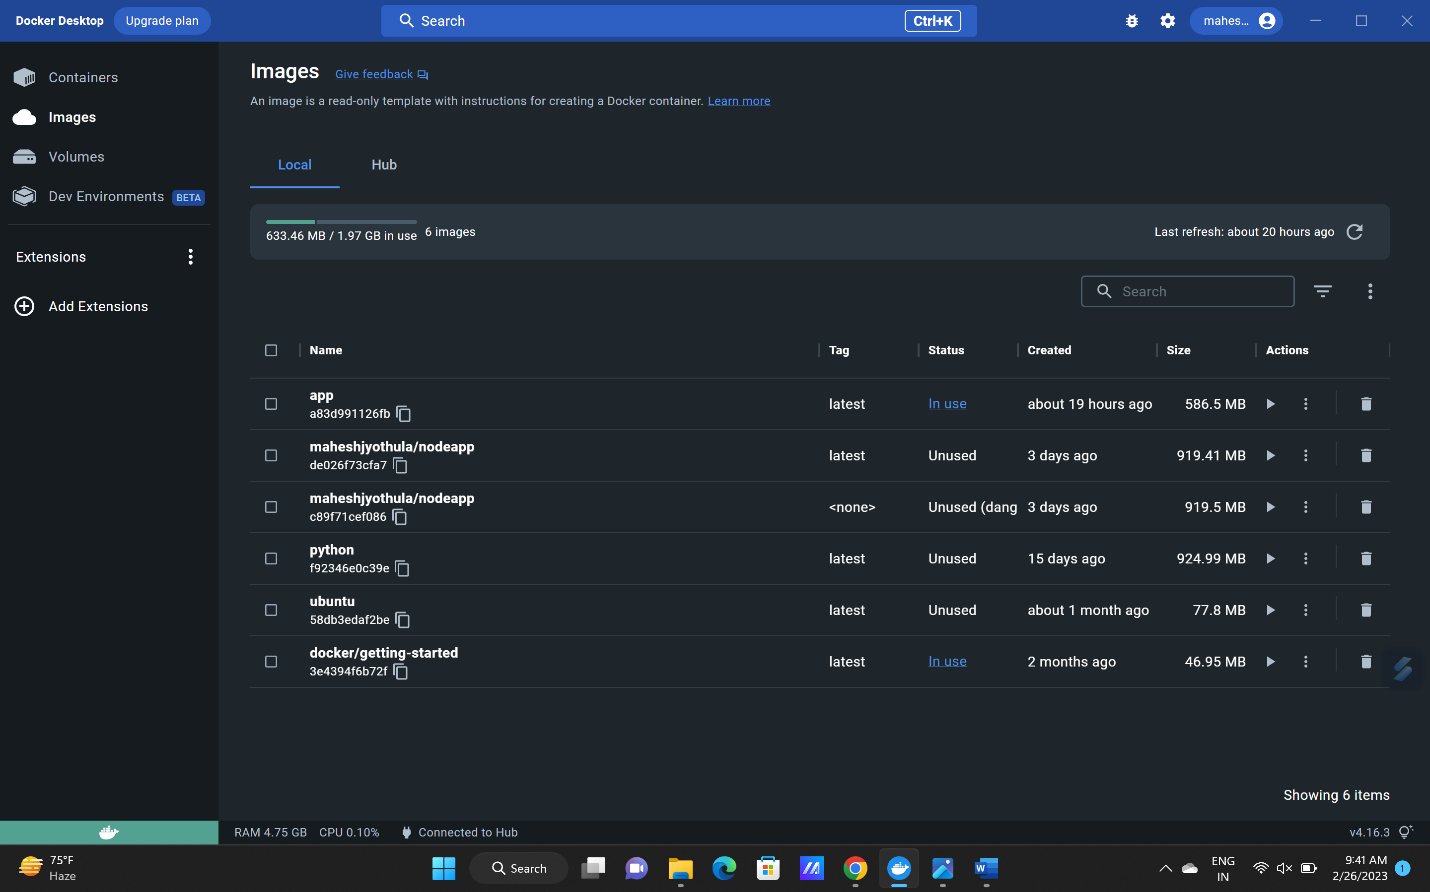 Docker Desktop Upgrade plan Search Ctrl+K mahes...
Containers
Images
Volumes
Dev Environments BETA
Extensions
Add Extensions
Images Give feedback
An image is a read-only template with instructions for creating a Docker container. Learn more
Local Hub
633.46 MB / 1.97 GB in use 6 images Last refresh: about 20 hours ago
Search
Name Tag Status Created Size Actions
app
a83d991126fb latest In use about 19 hours ago 586.5 MB
maheshjyothula/nodeapp
de026f73cfa7 latest Unused 3 days ago 919.41 MB
maheshjyothula/nodeapp
c89f71cef086 <none> Unused (dang 3 days ago 919.5 MB
python
f92346e0c39e latest Unused 15 days ago 924.99 MB
ubuntu
58db3edaf2be latest Unused about 1 month ago 77.8 MB
docker/getting-started
3e4394f6b72f latest In use 2 months ago 46.95 MB
Showing 6 items
RAM 4.75 GB CPU 0.10% Connected to Hub v4.16.3
75°F
Haze
Search
W
ENG
IN
9:41 AM
2/26/2023
1